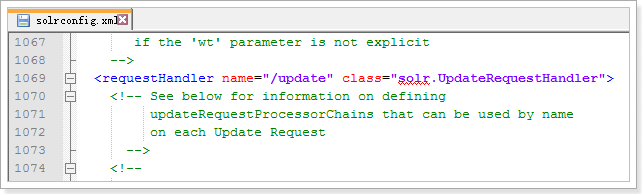 solrconfig.xml
1067 if the 'wt' parameter is not explicit
1068 -->
1069 <requestHandler name="/update" class="solr.UpdateRequestHandler">
1070 <!-- See below for information on defining
1071 updateRequestProcessorChains that can be used by name
1072 on each Update Request
1073 -->
1074 <!--